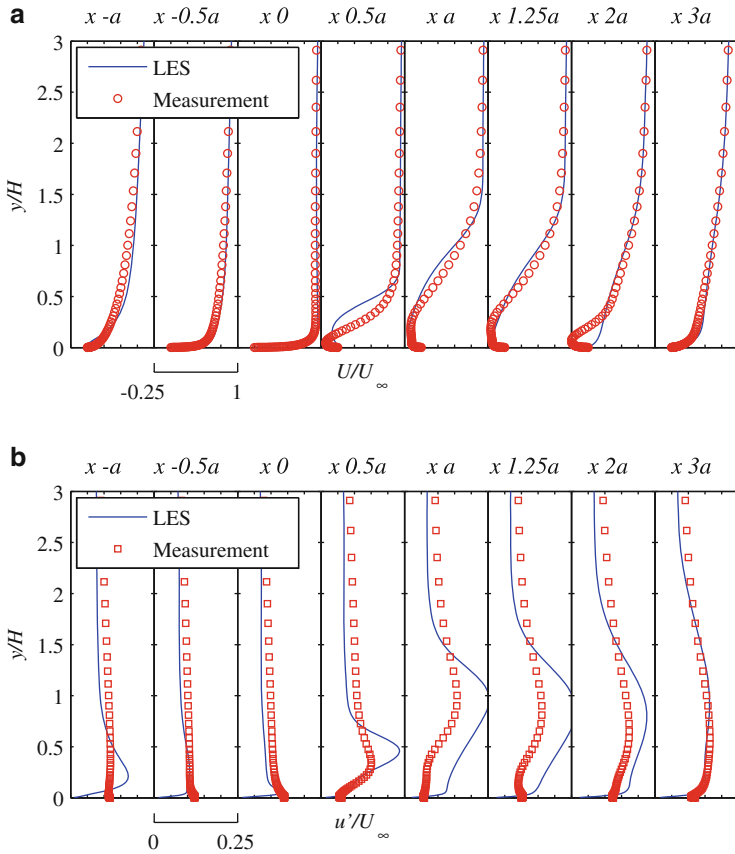 a
x -a x -0.5a x 0 x 0.5a x a x 1.25a x 2a x 3a
3
2.5
2
1.5
1
0.5
0
y/H
LES
Measurement
-0.25 1
U/U∞
b
x -a x -0.5a x 0 x 0.5a x a x 1.25a x 2a x 3a
3
2.5
2
1.5
1
0.5
0
y/H
LES
Measurement
0 0.25
u'/U∞